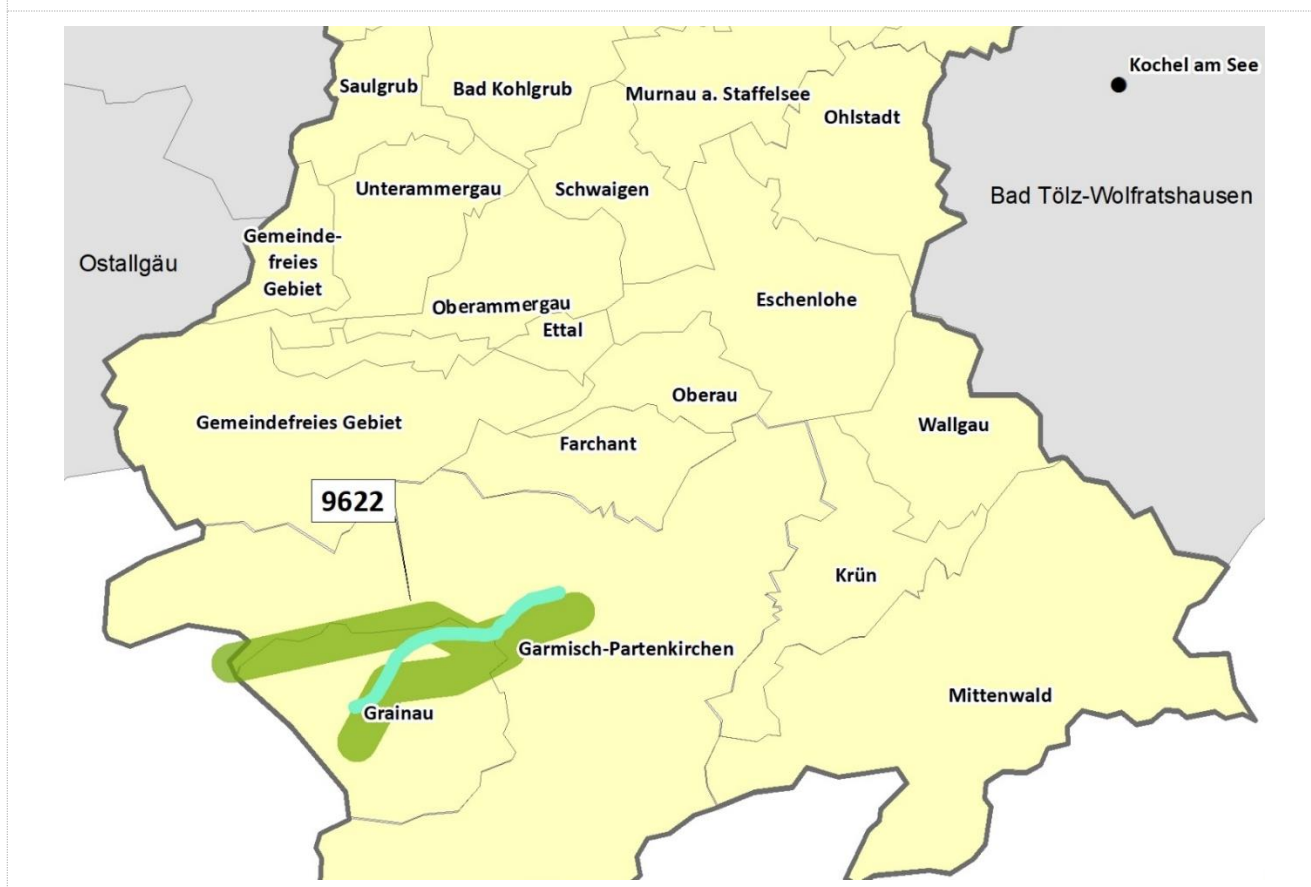 Kochel am See
Saulgrub
Bad Kohlgrub
Murnau a. Staffelsee
Ohlstadt
Unterammergau
Schwaigen
Bad Tölz-Wolfratshausen
Gemeinde-
freies
Gebiet
Ostallgäu
Oberammergau
Eschenlohe
Ettal
Oberau
Gemeindefreies Gebiet
Farchant
Wallgau
9622
Krün
Garmisch-Partenkirchen
Mittenwald
Grainau